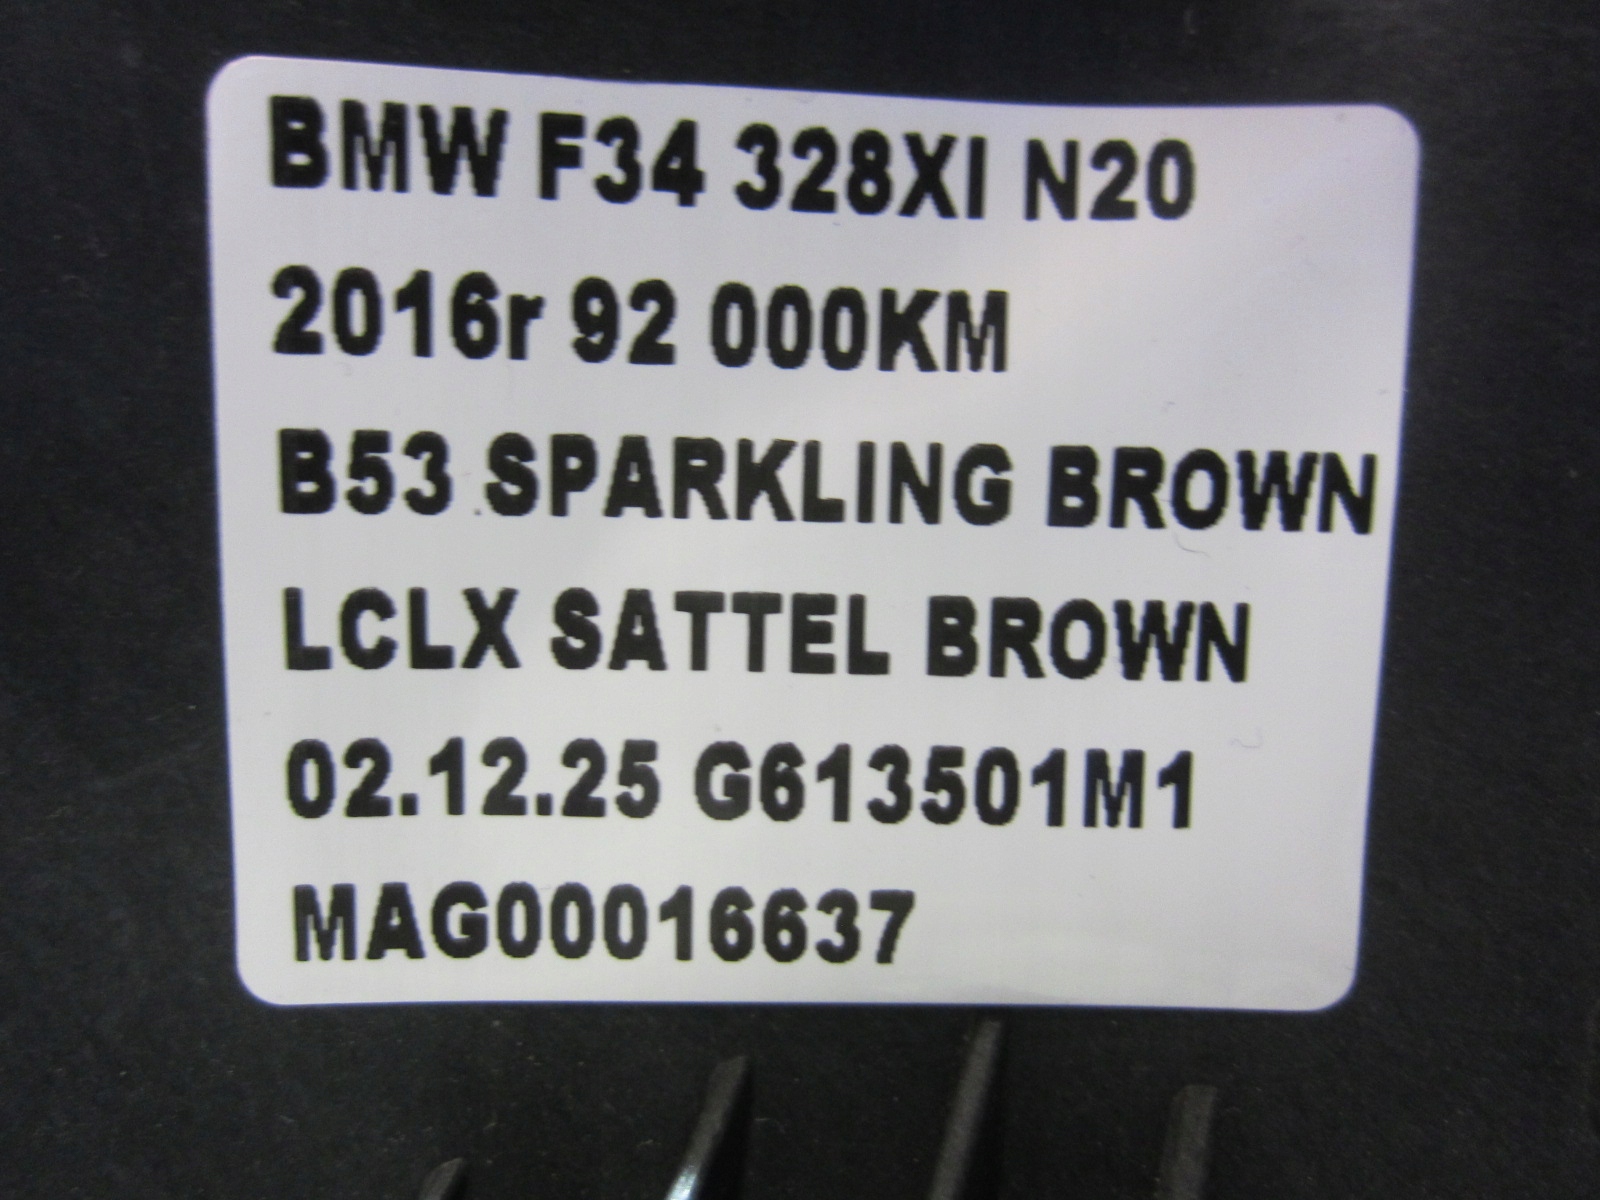 BMW F34 328XI N20
2016r 92 000KM
B53 SPARKLING BROWN
LCLX SATTEL BROWN
02.12.25 G613501M1
MAG00016637